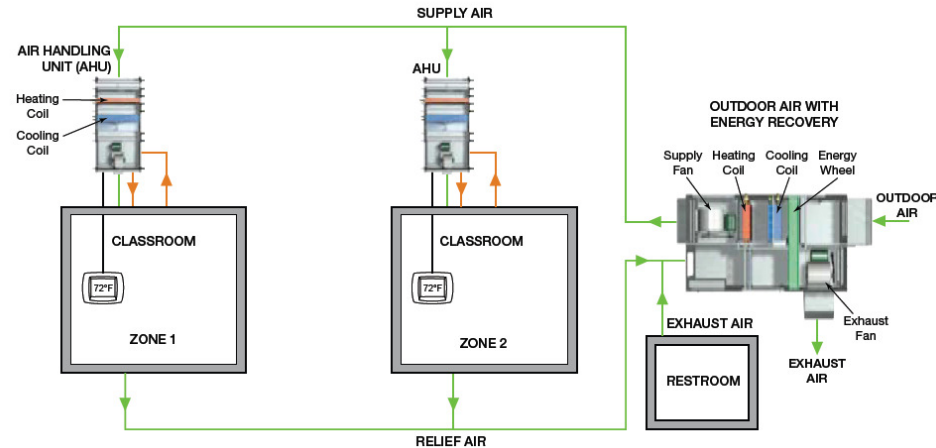 SUPPLY AIR
AIR HANDLING
UNIT (AHU)
Heating
Coil
Cooling
Coil
AHU
OUTDOOR AIR WITH
ENERGY RECOVERY
Supply
Fan
Heating
Coil
Cooling
Coil
Energy
Wheel
OUTDOOR
AIR
CLASSROOM
72°F
ZONE 1
CLASSROOM
72°F
ZONE 2
EXHAUST AIR
RESTROOM
Exhaust
Fan
EXHAUST
AIR
RELIEF AIR